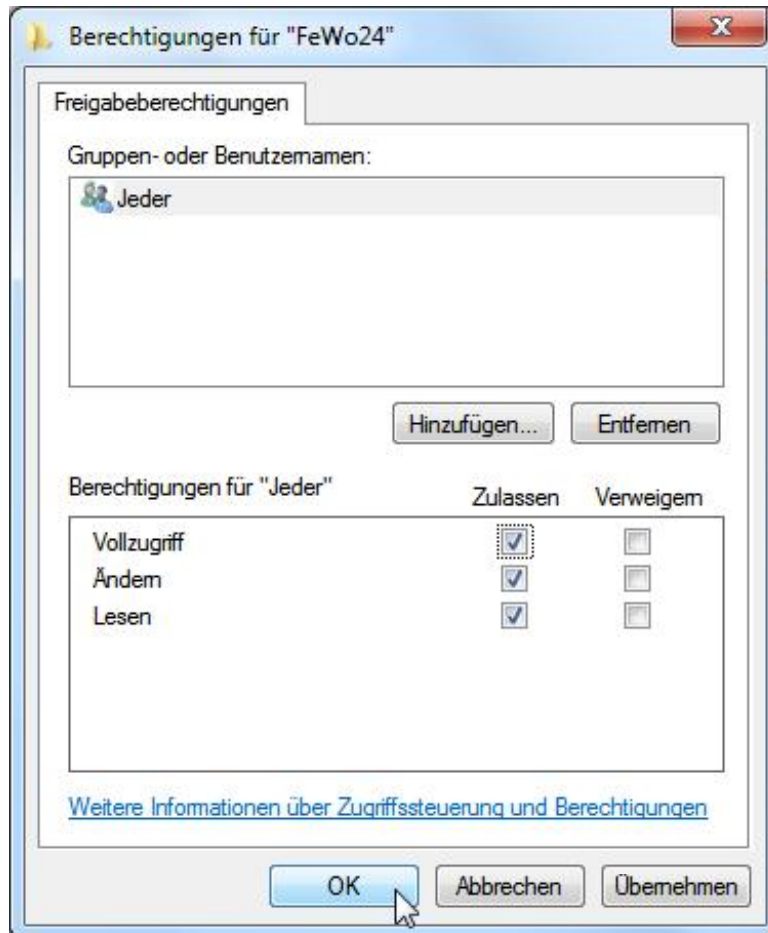 Berechtigungen für "FeWo24"
Freigabeberechtigungen
Gruppen- oder Benutzernamen:
Jeder
Hinzufügen... Entfernen
Berechtigungen für "Jeder" Zulassen Verweigern
Vollzugriff
Ändern
Lesen
Weitere Informationen über Zugriffssteuerung und Berechtigungen
OK Abbrechen Übernehmen